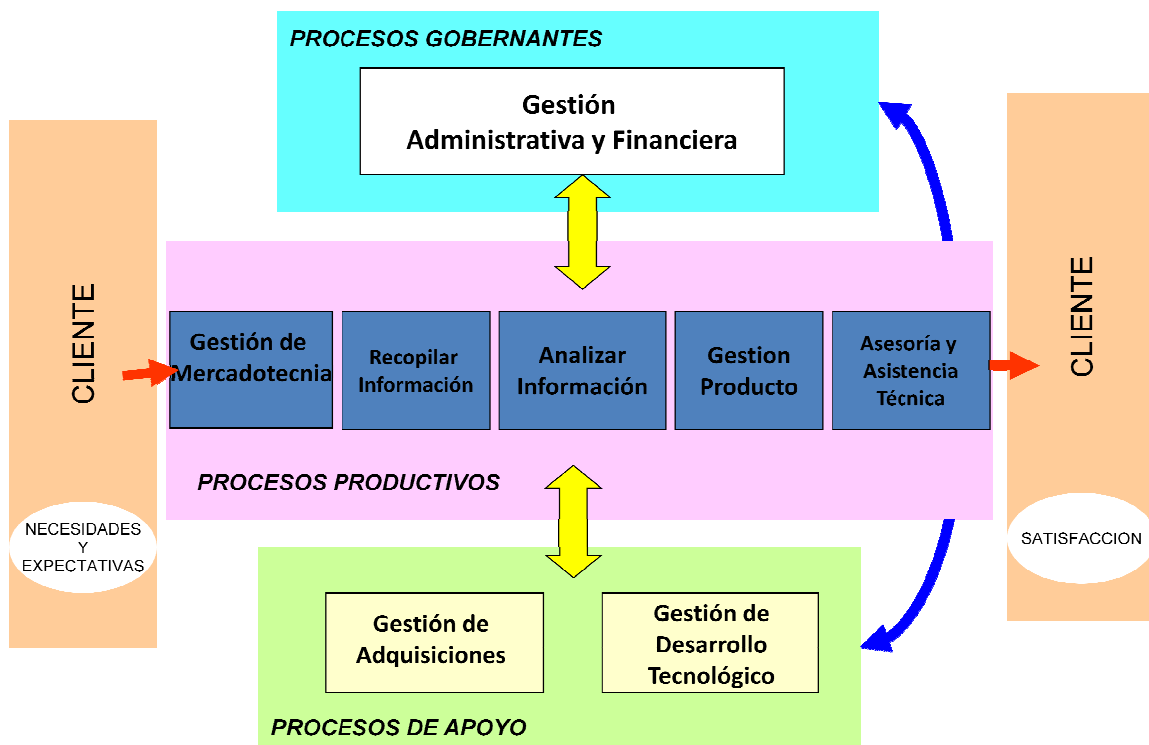 PROCESOS GOBERNANTES
Gestión
Administrativa y Financiera
CLIENTE
NECESIDADES
Y
EXPECTATIVAS
Gestión de
Mercadotecnia
Recopilar
Información
Analizar
Información
Gestion
Producto
Asesoría y
Asistencia
Técnica
PROCESOS PRODUCTIVOS
CLIENTE
SATISFACCION
Gestión de
Adquisiciones
Gestión de
Desarrollo
Tecnológico
PROCESOS DE APOYO